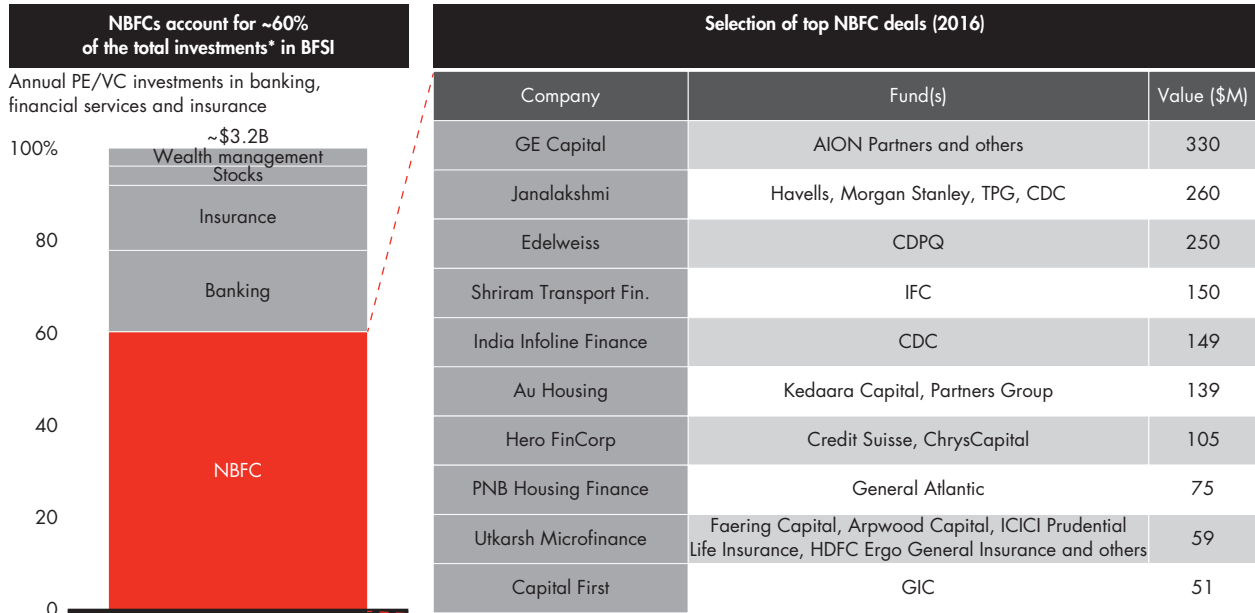 NBFCs account for ~60%
of the total investments* in BFSI
Annual PE/VC investments in banking,
financial services and insurance
~$3.2B
100%
Wealth management
Stocks
Insurance
80
Banking
60
40
NBFC
20
0
Selection of top NBFC deals (2016)
Company Fund(s) Value ($M)
GE Capital AION Partners and others 330
Janalakshmi Havells, Morgan Stanley, TPG, CDC 260
Edelweiss CDPQ 250
Shriram Transport Fin. IFC 150
India Infoline Finance CDC 149
Au Housing Kedaara Capital, Partners Group 139
Hero FinCorp Credit Suisse, ChrysCapital 105
PNB Housing Finance General Atlantic 75
Utkarsh Microfinance Faering Capital, Arpwood Capital, ICICI Prudential
Life Insurance, HDFC Ergo General Insurance and others 59
Capital First GIC 51